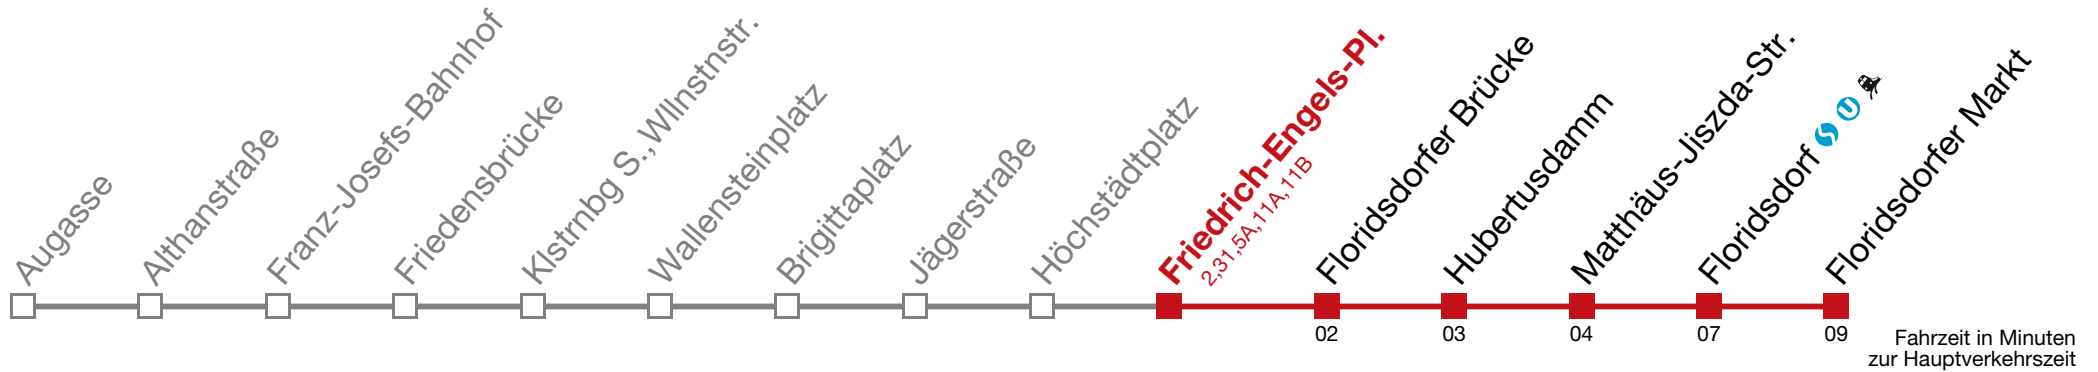 Augasse
Althanstraße
Franz-Josefs-Bahnhof
Friedensbrücke
Klstrnbg S.,Wllnstnstr.
Wallensteinplatz
Brigittaplatz
Jägerstraße
Höchstädtplatz
Friedrich-Engels-Pl.
2,31,5A,11A,11B
Floridsdorfer Brücke
Hubertusdamm
Matthäus-Jiszda-Str.
Floridsdorf S U
Floridsdorfer Markt
02 03 04 07 09
Fahrzeit in Minuten
zur Hauptverkehrszeit